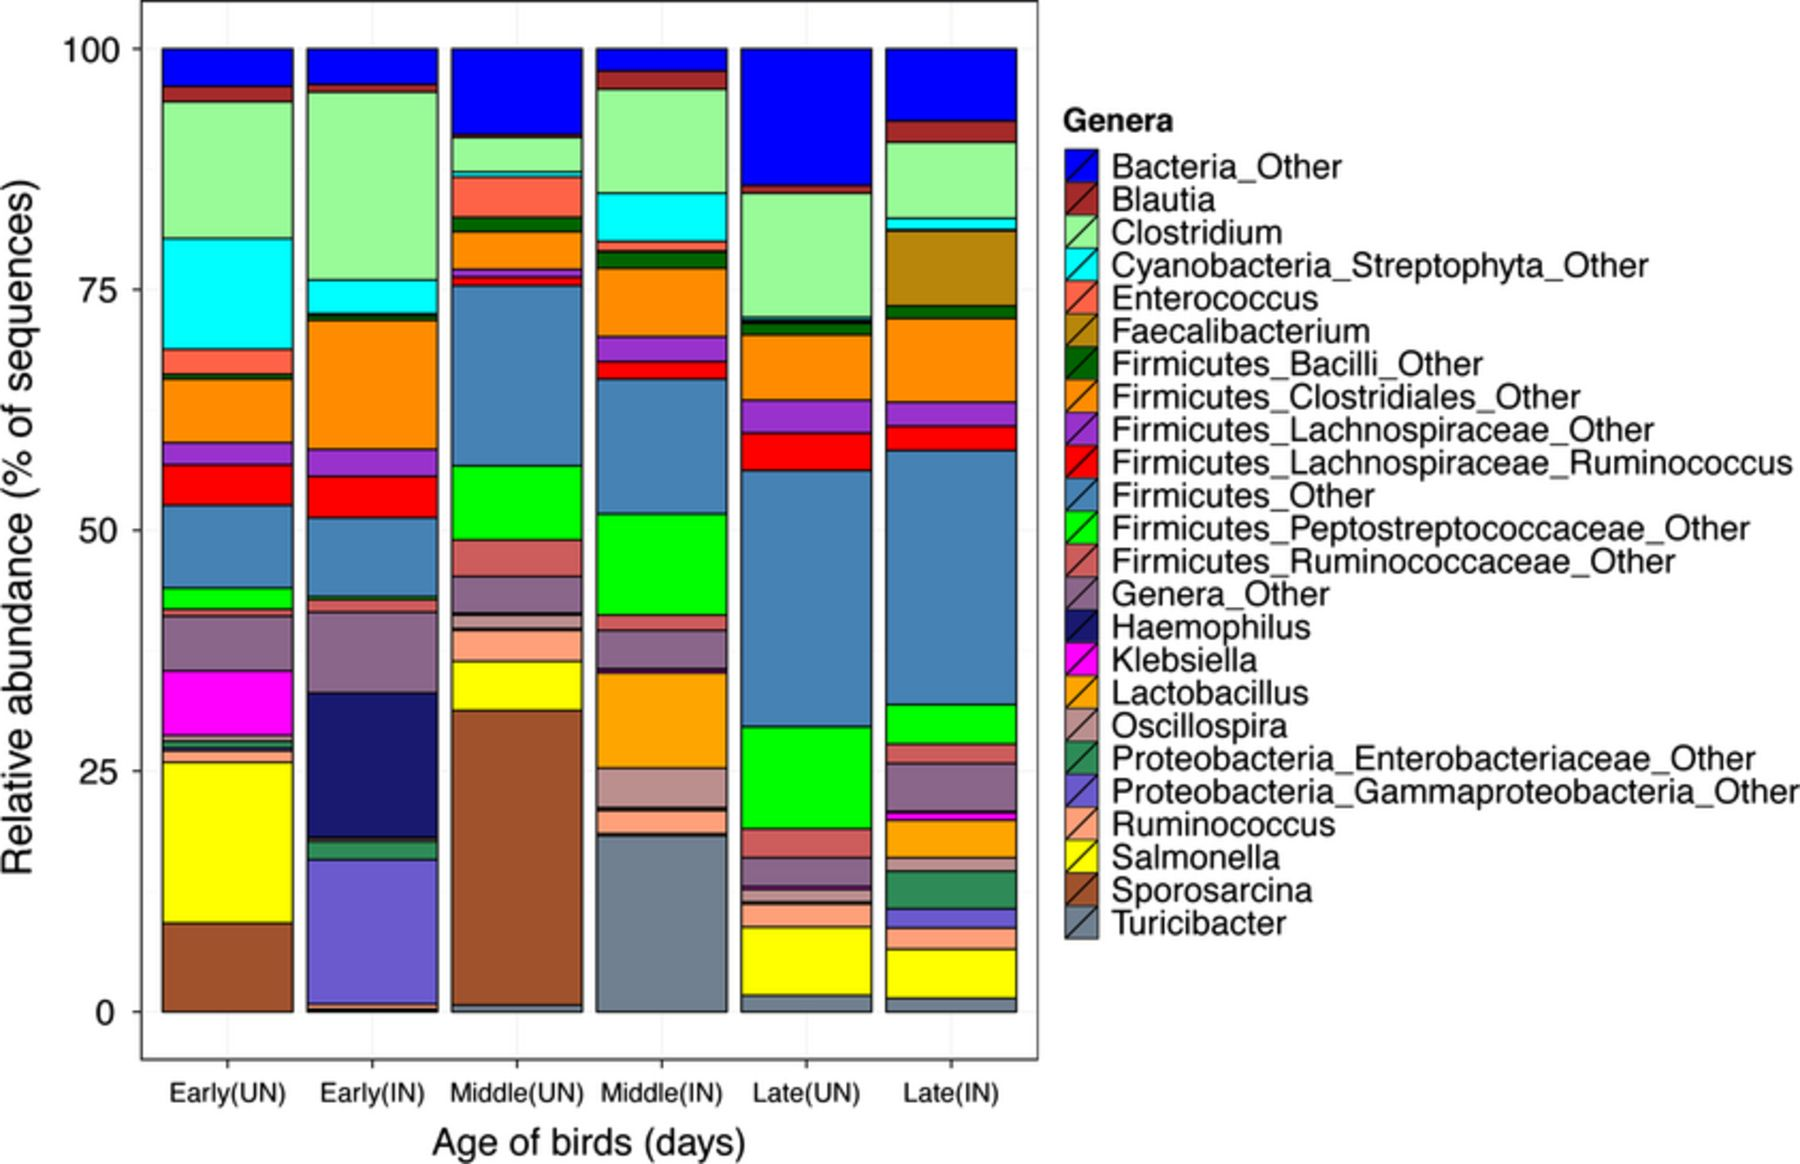 Relative abundance (% of sequences)
100
75
50
25
0
Early(UN) Early(IN) Middle(UN) Middle(IN) Late(UN) Late(IN)
Age of birds (days)
Genera
Bacteria_Other
Blautia
Clostridium
Cyanobacteria_Streptophyta_Other
Enterococcus
Faecalibacterium
Firmicutes_Bacilli_Other
Firmicutes_Clostridiales_Other
Firmicutes_Lachnospiraceae_Other
Firmicutes_Lachnospiraceae_Ruminococcus
Firmicutes_Other
Firmicutes_Peptostreptococcaceae_Other
Firmicutes_Ruminococcaceae_Other
Genera_Other
Haemophilus
Klebsiella
Lactobacillus
Oscillospira
Proteobacteria_Enterobacteriaceae_Other
Proteobacteria_Gammaproteobacteria_Other
Ruminococcus
Salmonella
Sporosarcina
Turicibacter